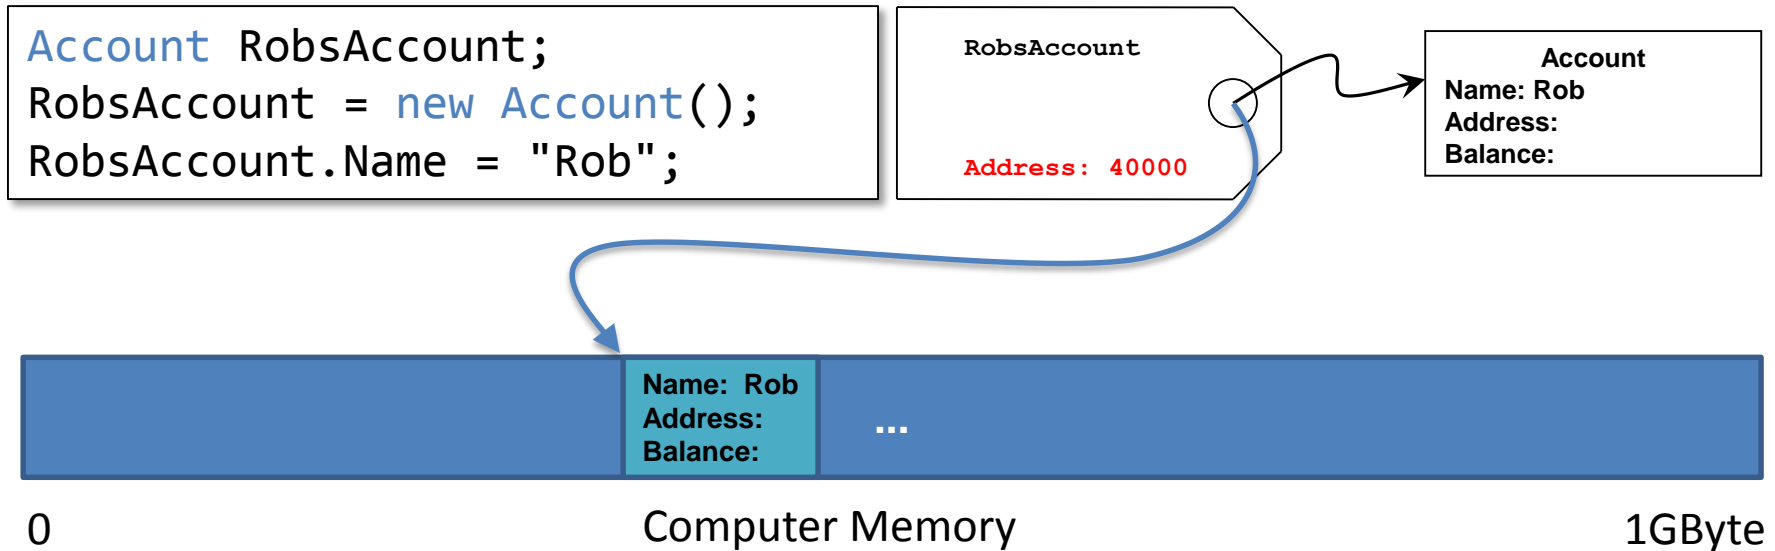 Account RobsAccount;
RobsAccount = new Account();
RobsAccount.Name = "Rob";
RobsAccount
Address: 40000
Account
Name: Rob
Address:
Balance:
Name: Rob
Address:
Balance:
...
0
Computer Memory
1GByte